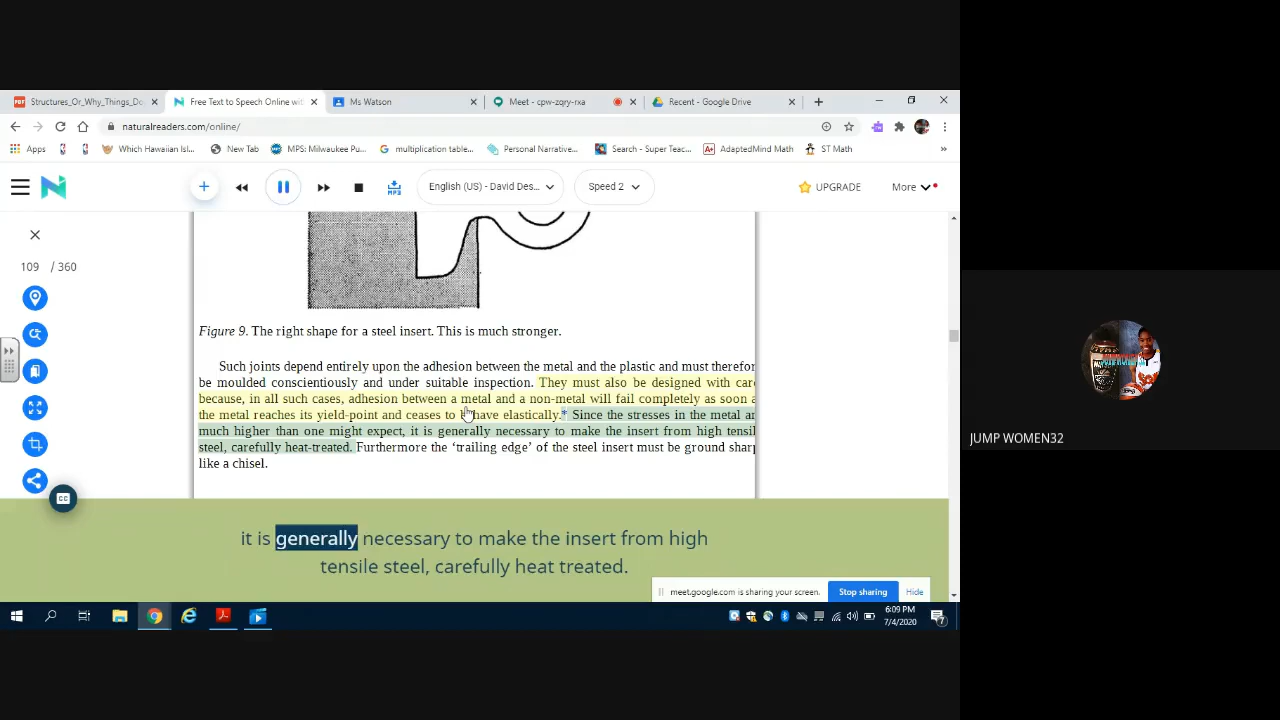 Structures_Or_Why_Things_Do
Free Text to Speech Online wit
Ms Watson
Meet - cpw-zqry-rxa
Recent - Google Drive
naturalreaders.com/online/
Apps
Which Hawaiian Isl...
New Tab
MPS: Milwaukee Pu...
multiplication table...
Personal Narrative...
Search - Super Teac...
AdaptedMind Math
ST Math
»
MP3
English (US) - David Des...
Speed 2
UPGRADE
More
109 / 360
Figure 9. The right shape for a steel insert. This is much stronger.
Such joints depend entirely upon the adhesion between the metal and the plastic and must therefor
be moulded conscientiously and under suitable inspection. They must also be designed with car
because, in all such cases, adhesion between a metal and a non-metal will fail completely as soon a
the metal reaches its yield-point and ceases to behave elastically.* Since the stresses in the metal ar
much higher than one might expect, it is generally necessary to make the insert from high tensil
steel, carefully heat-treated. Furthermore the ‘trailing edge’ of the steel insert must be ground sharp
like a chisel.
CC
it is generally necessary to make the insert from high
tensile steel, carefully heat treated.
meet.google.com is sharing your screen.
Stop sharing
Hide
6:09 PM
7/4/2020
7
JUMP WOMEN32